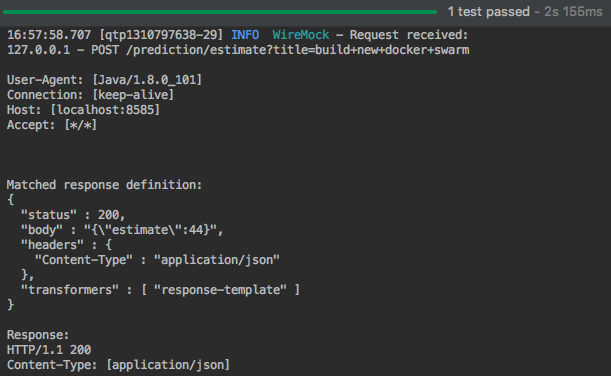 1 test passed – 2s 155ms
16:57:58.707 [qtp1310797638-29] INFO  WireMock - Request received:
127.0.0.1 - POST /prediction/estimate?title=build+new+docker+swarm
User-Agent: [Java/1.8.0_101]
Connection: [keep-alive]
Host: [localhost:8585]
Accept: [*/*]
Matched response definition:
{
  "status" : 200,
  "body" : "{\"estimate\":44}",
  "headers" : {
    "Content-Type" : "application/json"
  },
  "transformers" : [ "response-template" ]
}
Response:
HTTP/1.1 200
Content-Type: [application/json]